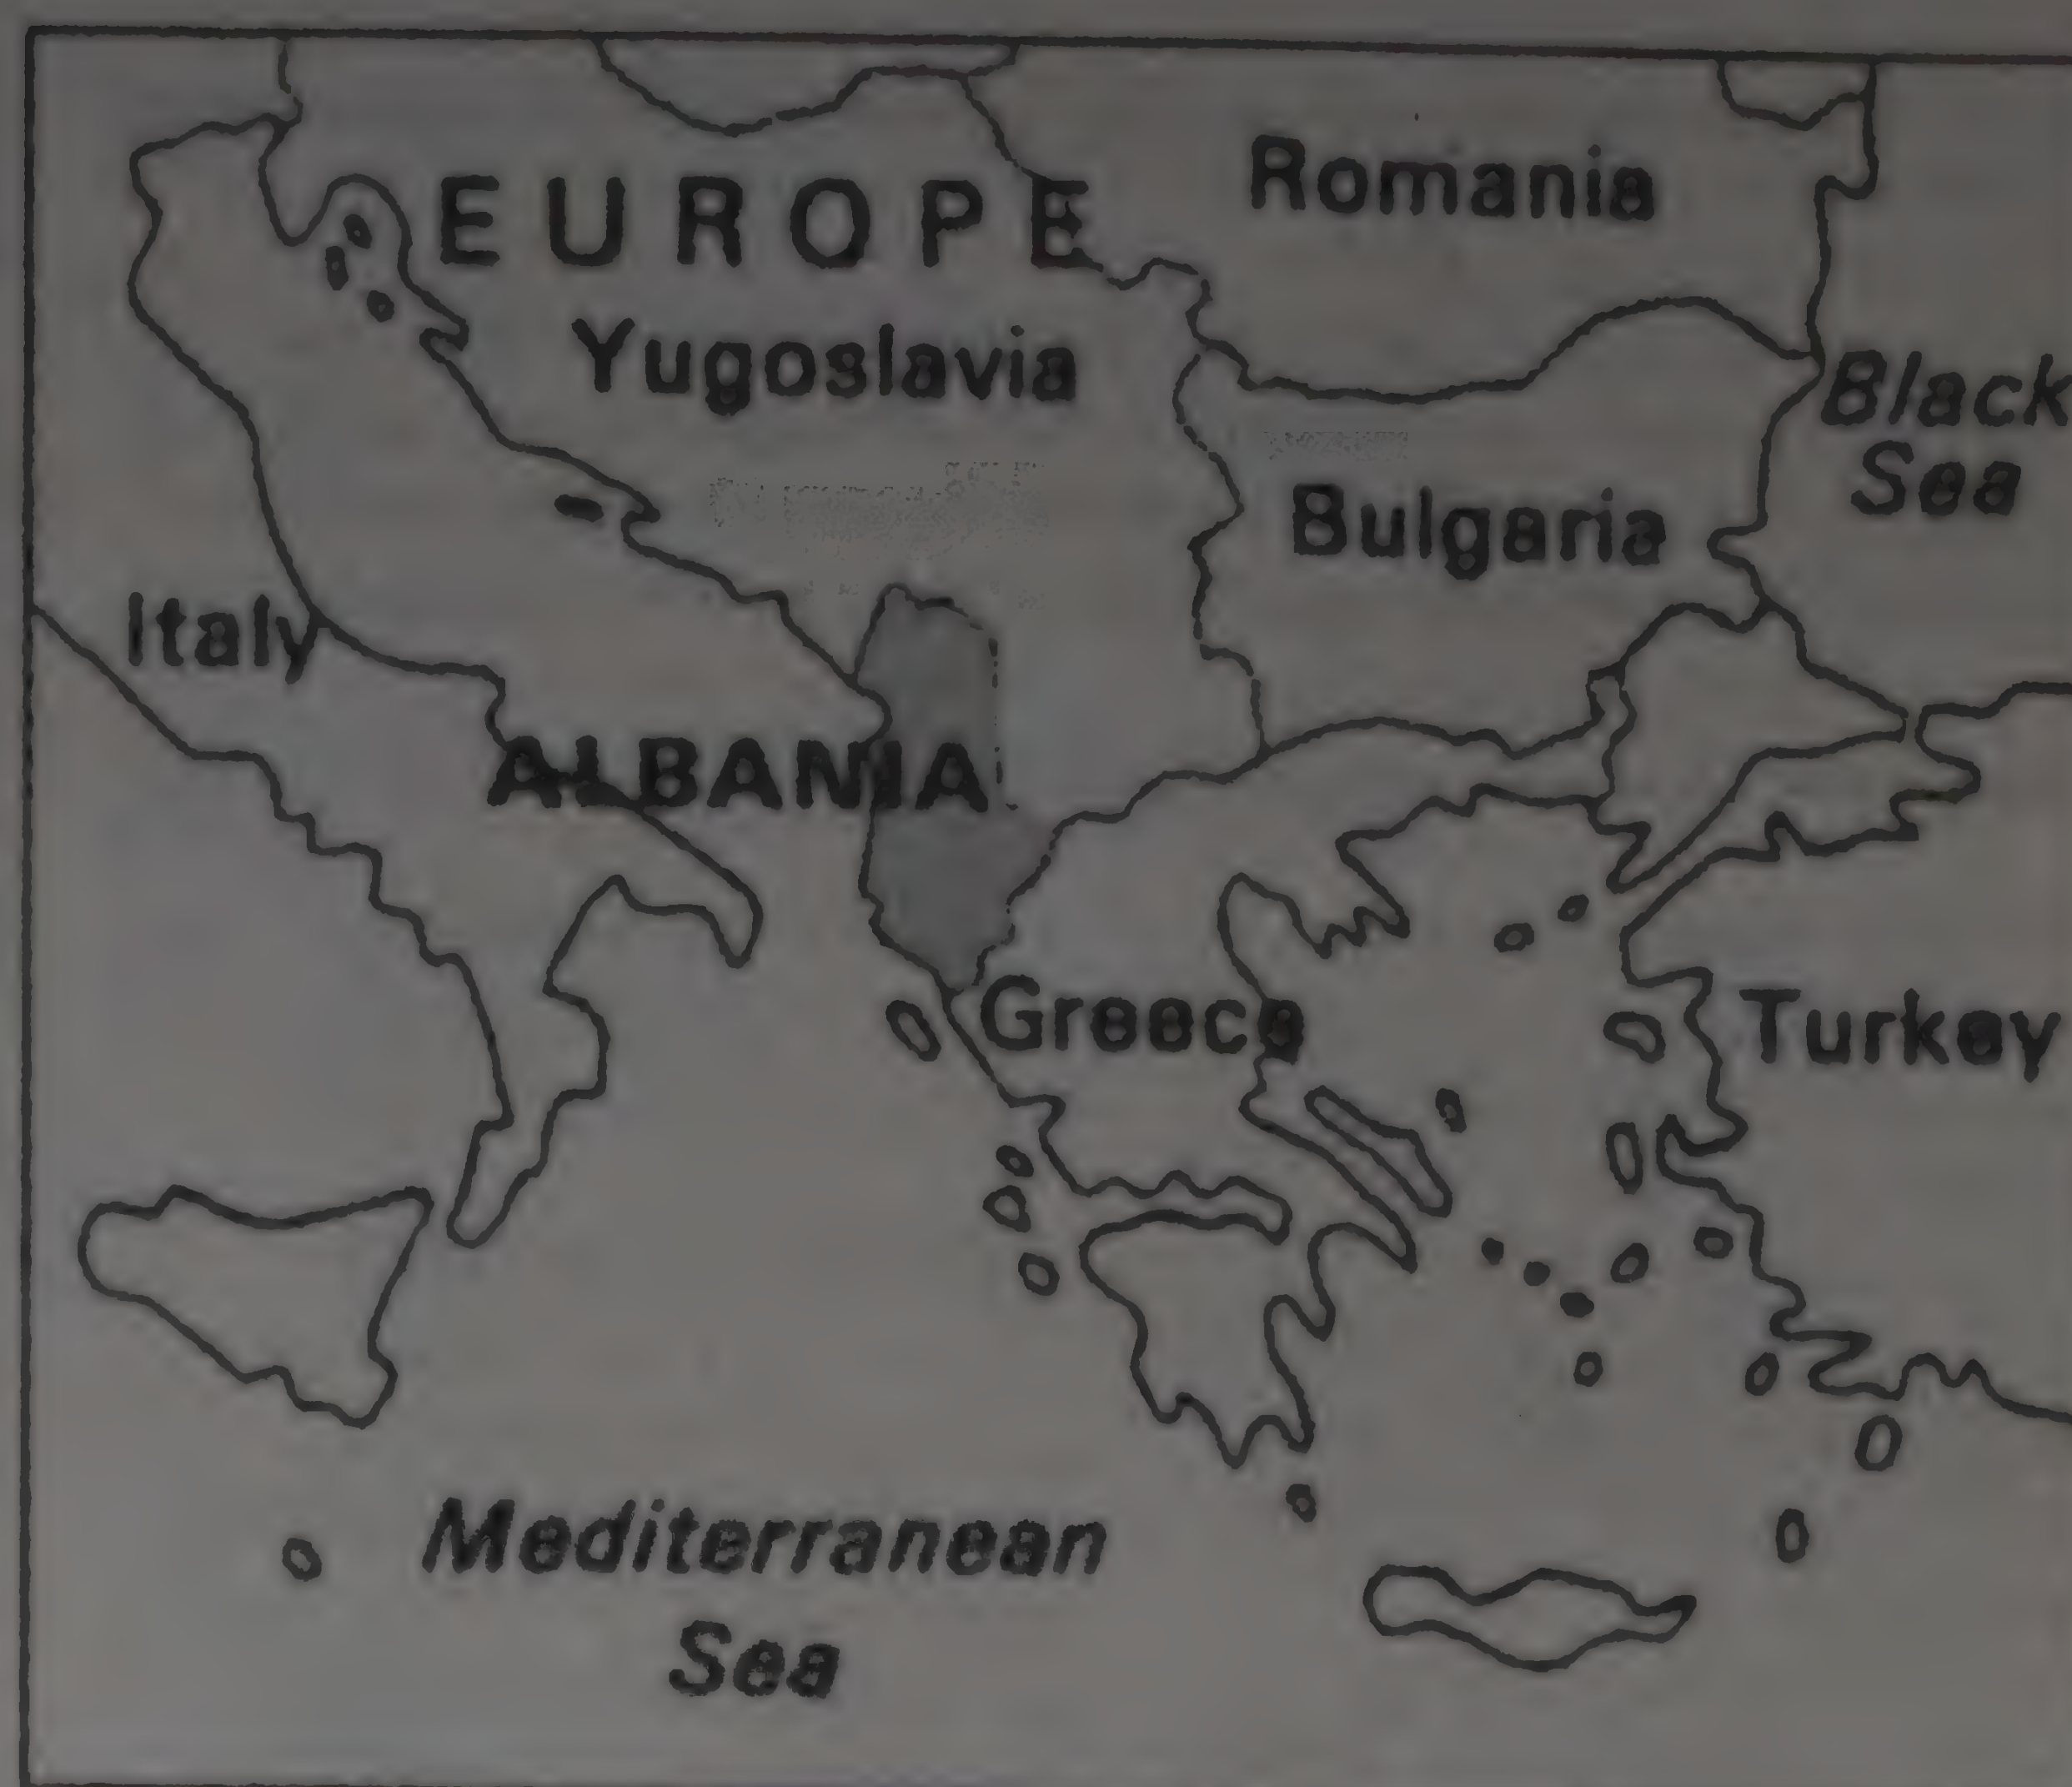 EUROPE
Romania
Yugoslavia
Black
Sea
Bulgaria
Italy
ALBANIA
Greece
Turkey
Mediterranean
Sea